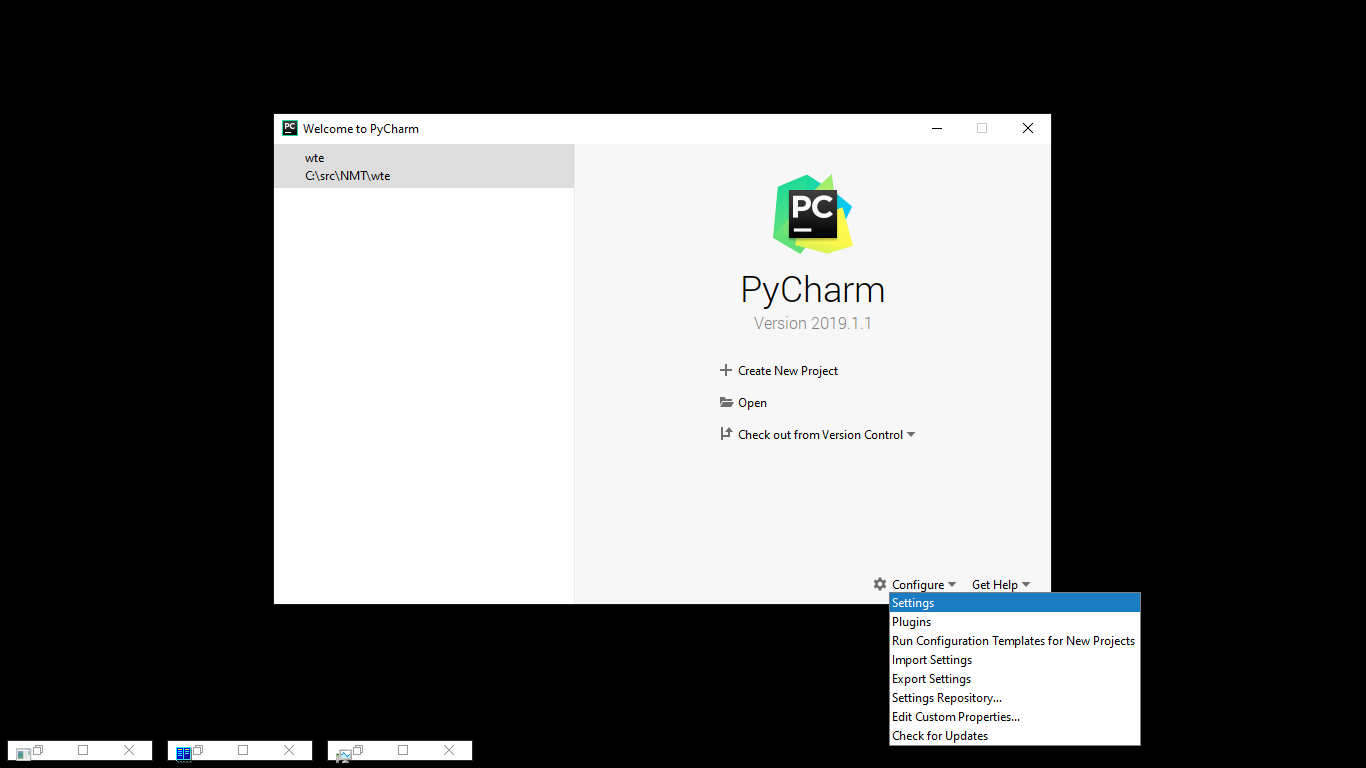 PC Welcome to PyCharm
wte
C:\src\NMT\wte
PC
PyCharm
Version 2019.1.1
Create New Project
Open
Check out from Version Control
Configure
Get Help
Settings
Plugins
Run Configuration Templates for New Projects
Import Settings
Export Settings
Settings Repository...
Edit Custom Properties...
Check for Updates